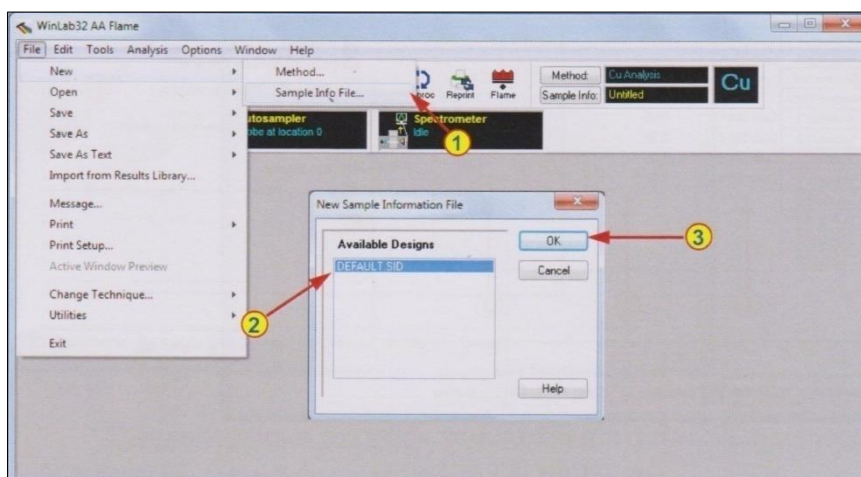 WinLab32 AA Flame
File Edit Tools Analysis Options Window Help
New
Open
Save
Save As
Save As Text
Import from Results Library...
Message...
Print
Print Setup...
Active Window Preview
Change Technique...
Utilities
Exit
Method...
Sample Info File...
Reprint Flame
Method: Cu Analysis
Sample Info: Untitled
Cu
Spectrometer
Idle
at location 0
1
New Sample Information File
Available Designs
DEFAULT SID
OK
Cancel
Help
2
3